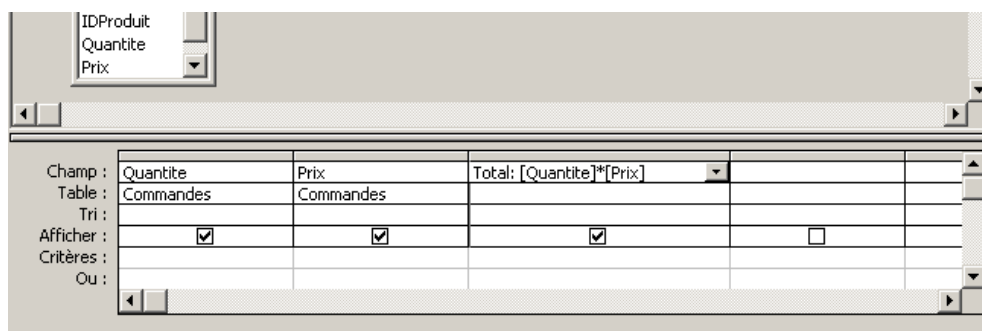 IDProduit
Quantite
Prix
Champ : Quantite Prix Total: [Quantite]*[Prix]
Table : Commandes Commandes
Tri :
Afficher :
Critères :
Ou :